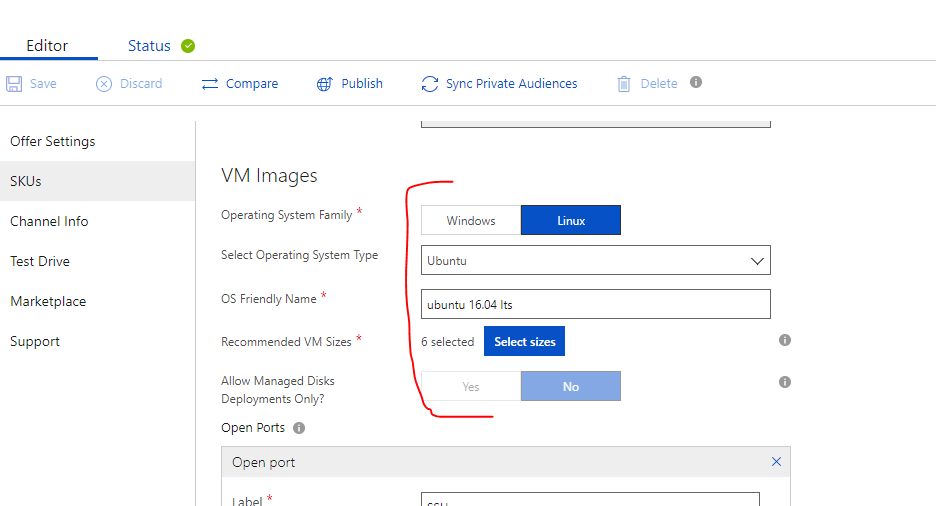 Editor Status
Save Discard Compare Publish Sync Private Audiences Delete
Offer Settings
SKUs
Channel Info
Test Drive
Marketplace
Support
VM Images
Operating System Family * Windows Linux
Select Operating System Type Ubuntu
OS Friendly Name * ubuntu 16.04 lts
Recommended VM Sizes * 6 selected Select sizes
Allow Managed Disks
Deployments Only? Yes No
Open Ports
Open port
Label * SSH